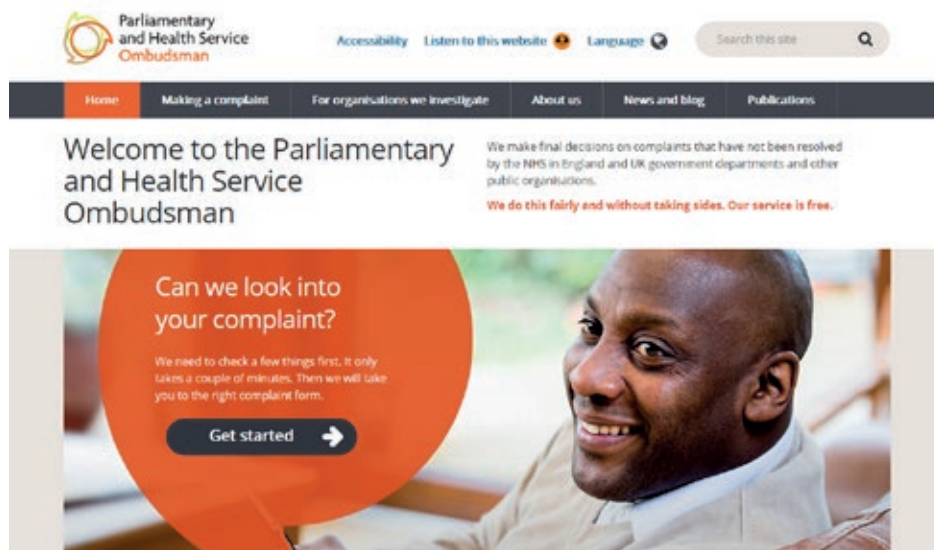 Parliamentary
and Health Service
Ombudsman
Accessibility Listen to this website Language Search this site
Home Making a complaint For organisations we investigate About us News and blog Publications
Welcome to the Parliamentary
and Health Service
Ombudsman
We make final decisions on complaints that have not been resolved
by the NHS in England and UK government departments and other
public organisations.
We do this fairly and without taking sides. Our service is free.
Can we look into
your complaint?
We need to check a few things first. It only
takes a couple of minutes. Then we will take
you to the right complaint form.
Get started